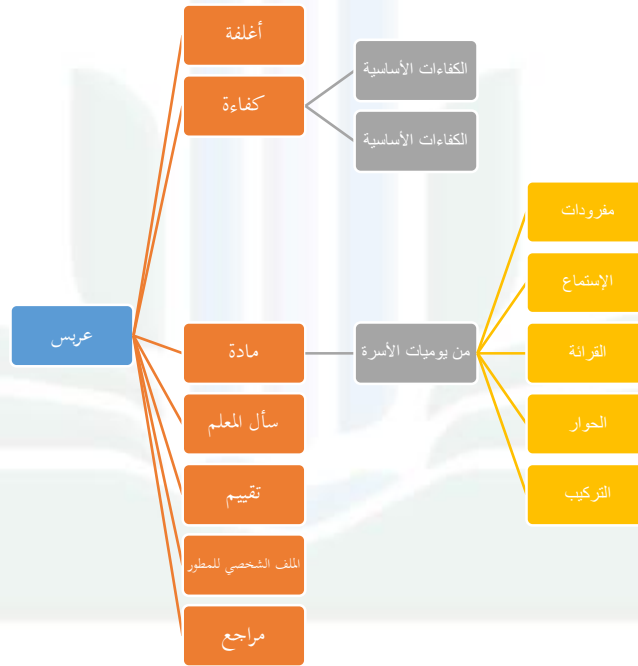 أغلفة
كفاءة
الكفاءات الأساسية
الكفاءات الأساسية
عربس
مادة
من يوميات الأسرة
مفرودات
الإستماع
القرائة
الحوار
التركيب
سأل المعلم
تقييم
الملف الشخصي للمطور
مراجع